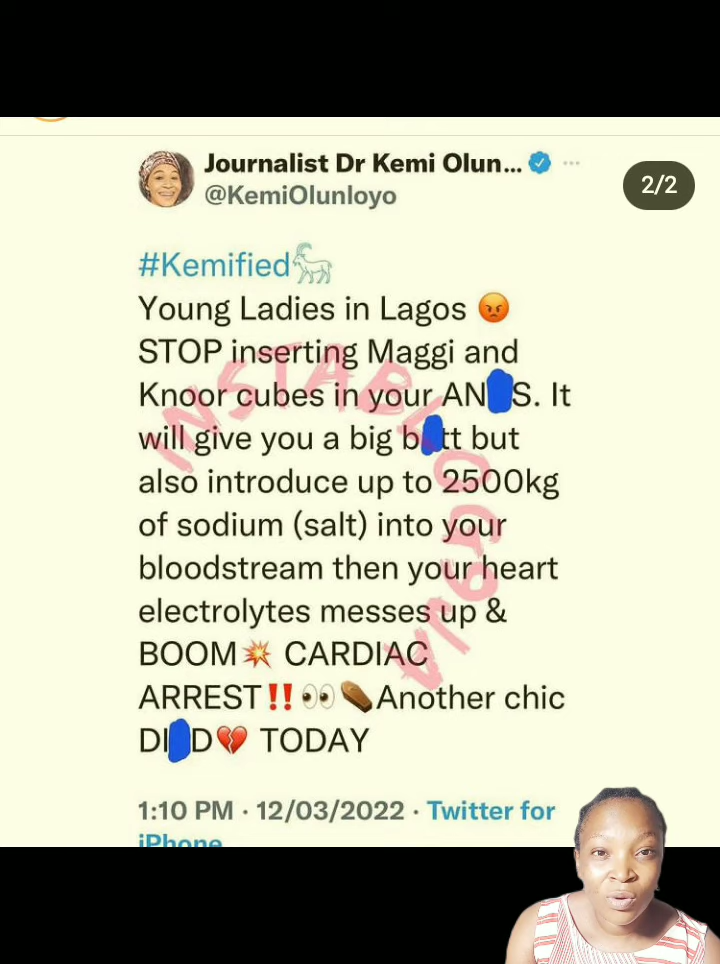 Journalist Dr Kemi Olun...
@KemiOlunloyo
2/2
#Kemified
Young Ladies in Lagos 😡
STOP inserting Maggi and
Knoor cubes in your AN S. It
will give you a big b tt but
also introduce up to 2500kg
of sodium (salt) into your
bloodstream then your heart
electrolytes messes up &
BOOM💥 CARDIAC
ARREST‼️👀⚰️Another chic
DI D💔 TODAY
1:10 PM · 12/03/2022 · Twitter for
iPhone
INSTABLOG9JA